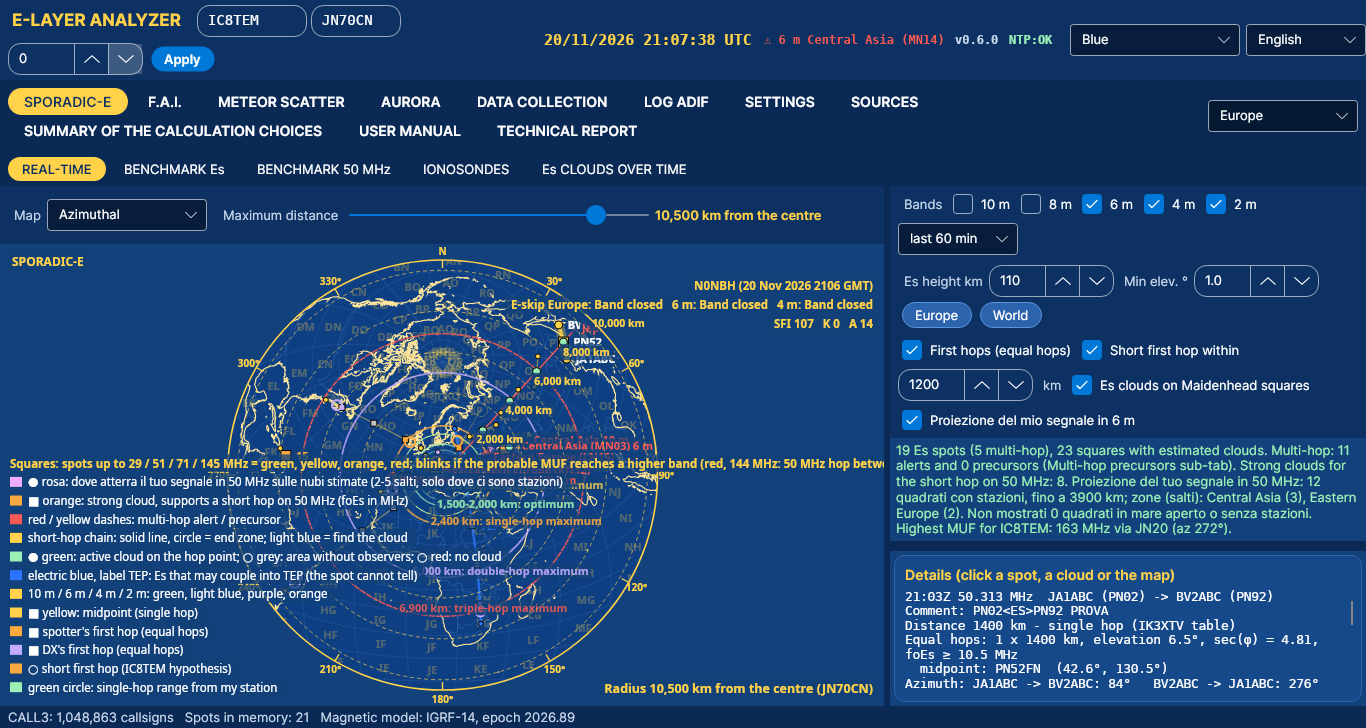 E-LAYER ANALYZER IC8TEM JN70CN
20/11/2026 21:07:38 UTC ⚠ 6 m Central Asia (MN14) v0.6.0 NTP:OK Blue English
0 Apply
SPORADIC-E F.A.I. METEOR SCATTER AURORA DATA COLLECTION LOG ADIF SETTINGS SOURCES
SUMMARY OF THE CALCULATION CHOICES USER MANUAL TECHNICAL REPORT
Europe
REAL-TIME BENCHMARK Es BENCHMARK 50 MHz IONOSONDES Es CLOUDS OVER TIME
Map Azimuthal Maximum distance 10,500 km from the centre
SPORADIC-E
N
330°
30°
300°
60°
N0NBH (20 Nov 2026 2106 GMT)
E-skip Europe: Band closed 6 m: Band closed 4 m: Band closed
SFI 107 K 0 A 14
10,000 km
PN52
8,000 km
JA1ABC
6,000 km
4,000 km
2,000 km
Central Asia (MN03) 6 m
Squares: spots up to 29 / 51 / 71 / 145 MHz = green, yellow, orange, red; blinks if the probable MUF reaches a higher band (red, 144 MHz: 50 MHz hop betwe
● rosa: dove atterra il tuo segnale in 50 MHz sulle nubi stimate (2-5 salti, solo dove ci sono stazioni)
...num
90°
■ orange: strong cloud, supports a short hop on 50 MHz (foEs in MHz)
1,500-2,000 km: optimum
red / yellow dashes: multi-hop alert / precursor
2,400 km: single-hop maximum
short-hop chain: solid line, circle = end zone; light blue = find the cloud
● green: active cloud on the hop point; ○ grey: area without observers; ○ red: no cloud
000 km: double-hop maximum
electric blue, label TEP: Es that may couple into TEP (the spot cannot tell)
120°
10 m / 6 m / 4 m / 2 m: green, light blue, purple, orange
6,900 km: triple-hop maximum
■ yellow: midpoint (single hop)
■ spotter's first hop (equal hops)
■ DX's first hop (equal hops)
○ short first hop (IC8TEM hypothesis)
green circle: single-hop range from my station
210°
150°
180°
Radius 10,500 km from the centre (JN70CN)
Bands 10 m 8 m 6 m 4 m 2 m
last 60 min
Es height km 110 Min elev. ° 1.0
Europe World
First hops (equal hops) Short first hop within
1200 km Es clouds on Maidenhead squares
Proiezione del mio segnale in 6 m
19 Es spots (5 multi-hop), 23 squares with estimated clouds. Multi-hop: 11
alerts and 0 precursors (Multi-hop precursors sub-tab). Strong clouds for
the short hop on 50 MHz: 8. Proiezione del tuo segnale in 50 MHz: 12
quadrati con stazioni, fino a 3900 km; zone (salti): Central Asia (3), Eastern
Europe (2). Non mostrati 0 quadrati in mare aperto o senza stazioni.
Highest MUF for IC8TEM: 163 MHz via JN20 (az 272°).
Details (click a spot, a cloud or the map)
21:03Z 50.313 MHz JA1ABC (PN02) -> BV2ABC (PN92)
Comment: PN02<ES>PN92 PROVA
Distance 1400 km - single hop (IK3XTV table)
Equal hops: 1 x 1400 km, elevation 6.5°, sec(φ) = 4.81,
foEs ≥ 10.5 MHz
midpoint: PN52FN (42.6°, 130.5°)
Azimuth: JA1ABC -> BV2ABC: 84° BV2ABC -> JA1ABC: 276°
CALL3: 1,048,863 callsigns Spots in memory: 21 Magnetic model: IGRF-14, epoch 2026.89